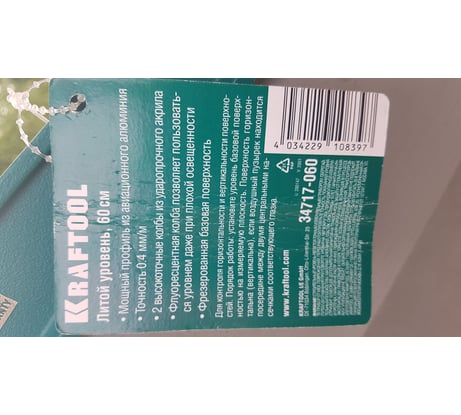 KRAFTOOL
Литой уровень, 60 см
• Мощный профиль из авиационного алюминия
• Точность 0.4 мм/м
• 2 высокоточные колбы из ударопрочного акрила
• Флуоресцентная колба позволяет пользовать-
ся уровнем даже при плохой освещенности
• Фрезерованная базовая поверхность
Для контроля горизонтальности и вертикальности поверхно-
стей. Порядок работы: установите уровень базовой поверх-
ностью на измеряемую плоскость. Поверхность горизон-
тальна (вертикальна), если воздушный пузырек находится
посередине между двумя центральными на-
сечками соответствующего глаза.
www.kraftool.com
KRAFTOOL I/E GmbH
34717-060
4 034229 108397
ANTY